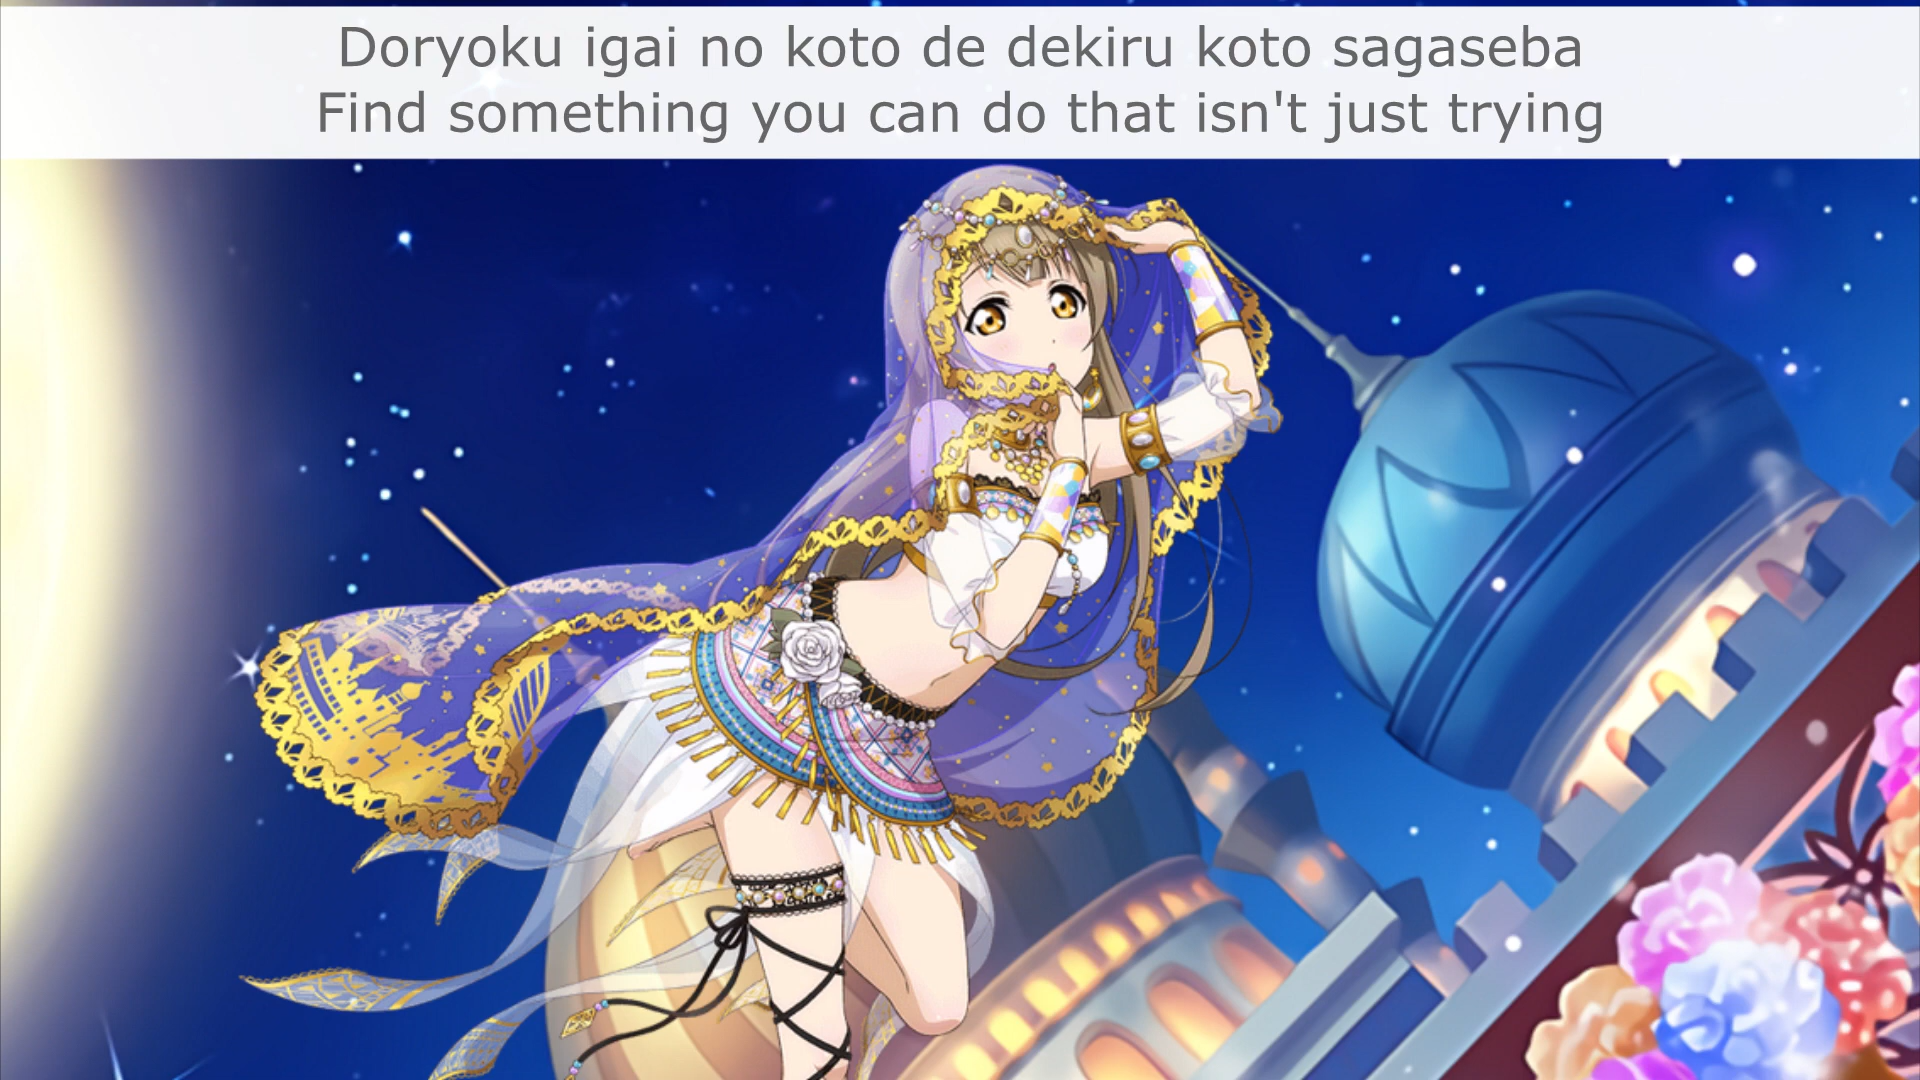 Doryoku igai no koto de dekiru koto sagaseba
Find something you can do that isn't just trying